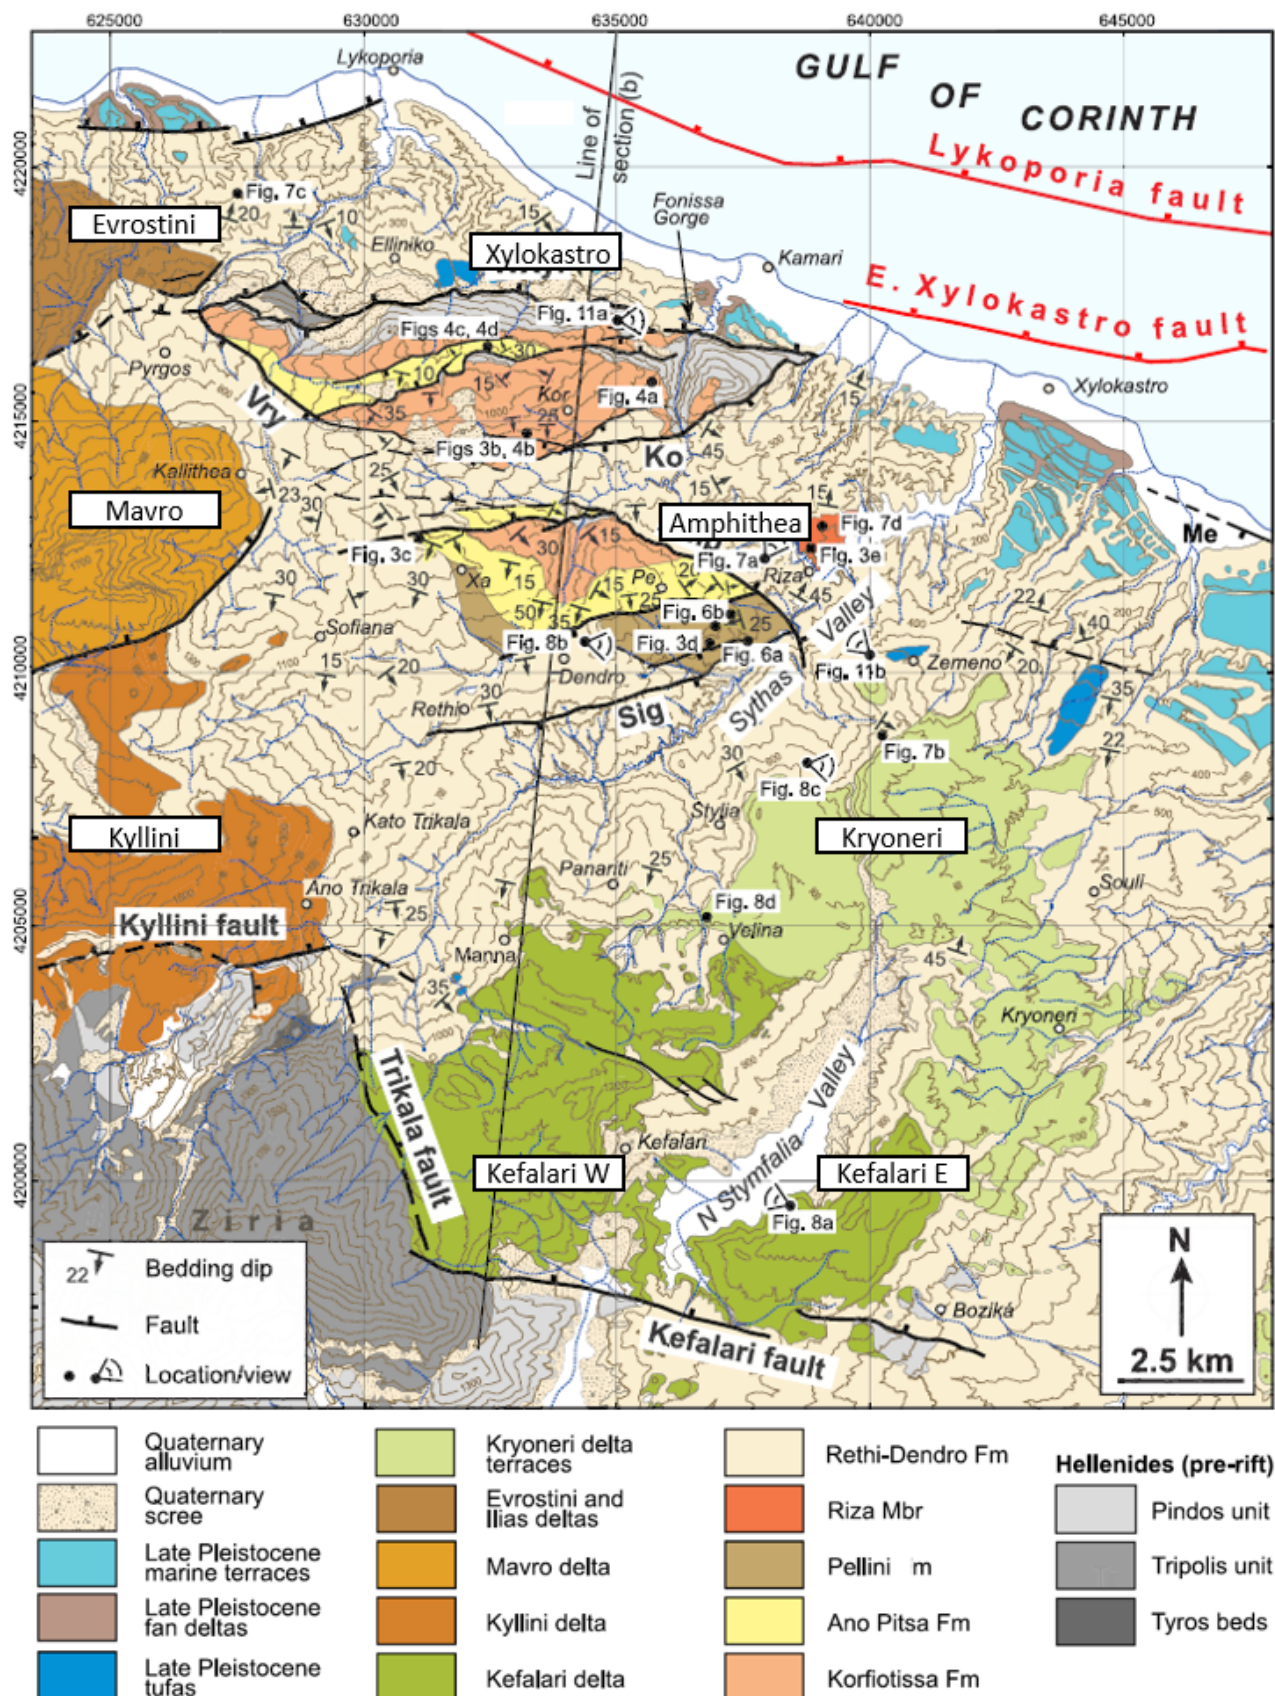 625000 630000 635000 640000 645000
4220000
4215000
4210000
4205000
4200000
Lykoporia
GULF
OF
CORINTH
Line of
section (b)
Lykoporia fault
E. Xylokastro fault
Fig. 7c
20
10
15
300
Evrostini
Elliniko
Xylokastro
Fonissa
Gorge
Kamari
Fig. 11a
Figs 4c, 4d
30
10
15
35
Pyrgos
Vry
Kor
25
1000
Fig. 4a
Figs 3b, 4b
Ko
45
15
Xylokastro
Kallithea
25
23
30
15
15
Mavro
Amphithea
Fig. 7d
Fig. 3e
Fig. 7a
Riza
Me
Fig. 3c
Xa
30
15
Pe
20
15
25
45
30
30
50
35
Fig. 6b
25
Fig. 3d
Fig. 6a
Fig. 8b
Dendro
Sofiana
15
20
Rethi
30
Sig
Sythas
Valley
Fig. 11b
Zemeno
22
40
20
35
22
Fig. 7b
Fig. 8c
30
20
Stylia
Kyllini
Kato Trikala
Kryoneri
Panariti
25
Souli
Ano Trikala
25
Fig. 8d
Velina
Kyllini fault
Manna
35
45
Kryoneri
Trikala fault
Kefalari
Kefalari W
N Stymfalia
Valley
Kefalari E
Fig. 8a
Ziria
Boziká
Kefalari fault
22 Bedding dip
Fault
Location/view
N
2.5 km
1300
Quaternary
alluvium
Quaternary
scree
Late Pleistocene
marine terraces
Late Pleistocene
fan deltas
Late Pleistocene
tufas
Kryoneri delta
terraces
Evrostini and
Ilias deltas
Mavro delta
Kyllini delta
Kefalari delta
Rethi-Dendro Fm
Riza Mbr
Pellini m
Ano Pitsa Fm
Korfiotissa Fm
Hellenides (pre-rift)
Pindos unit
Tripolis unit
Tyros beds